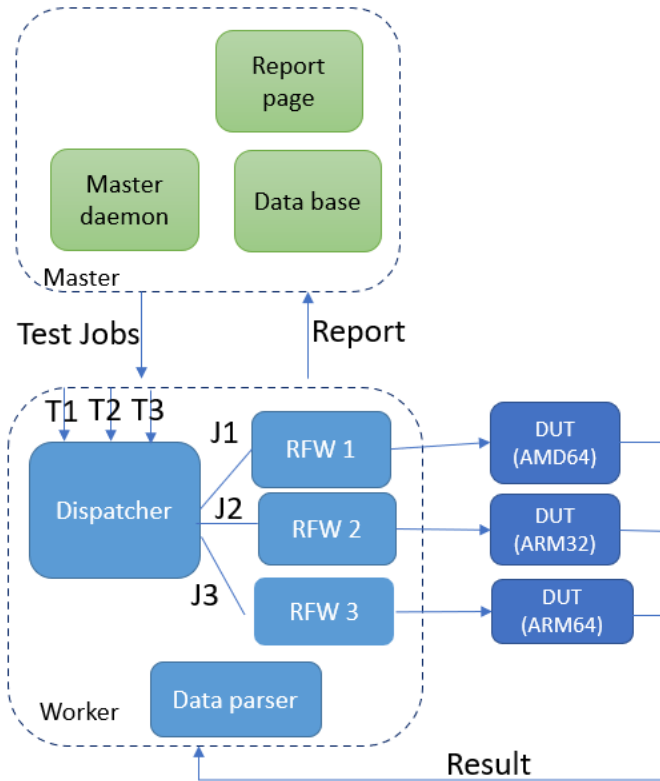 Report
page
Master
daemon
Data base
Master
Test Jobs
Report
T1 T2 T3
J1
RFW 1
DUT
(AMD64)
Dispatcher
J2
RFW 2
DUT
(ARM32)
J3
RFW 3
DUT
(ARM64)
Data parser
Worker
Result